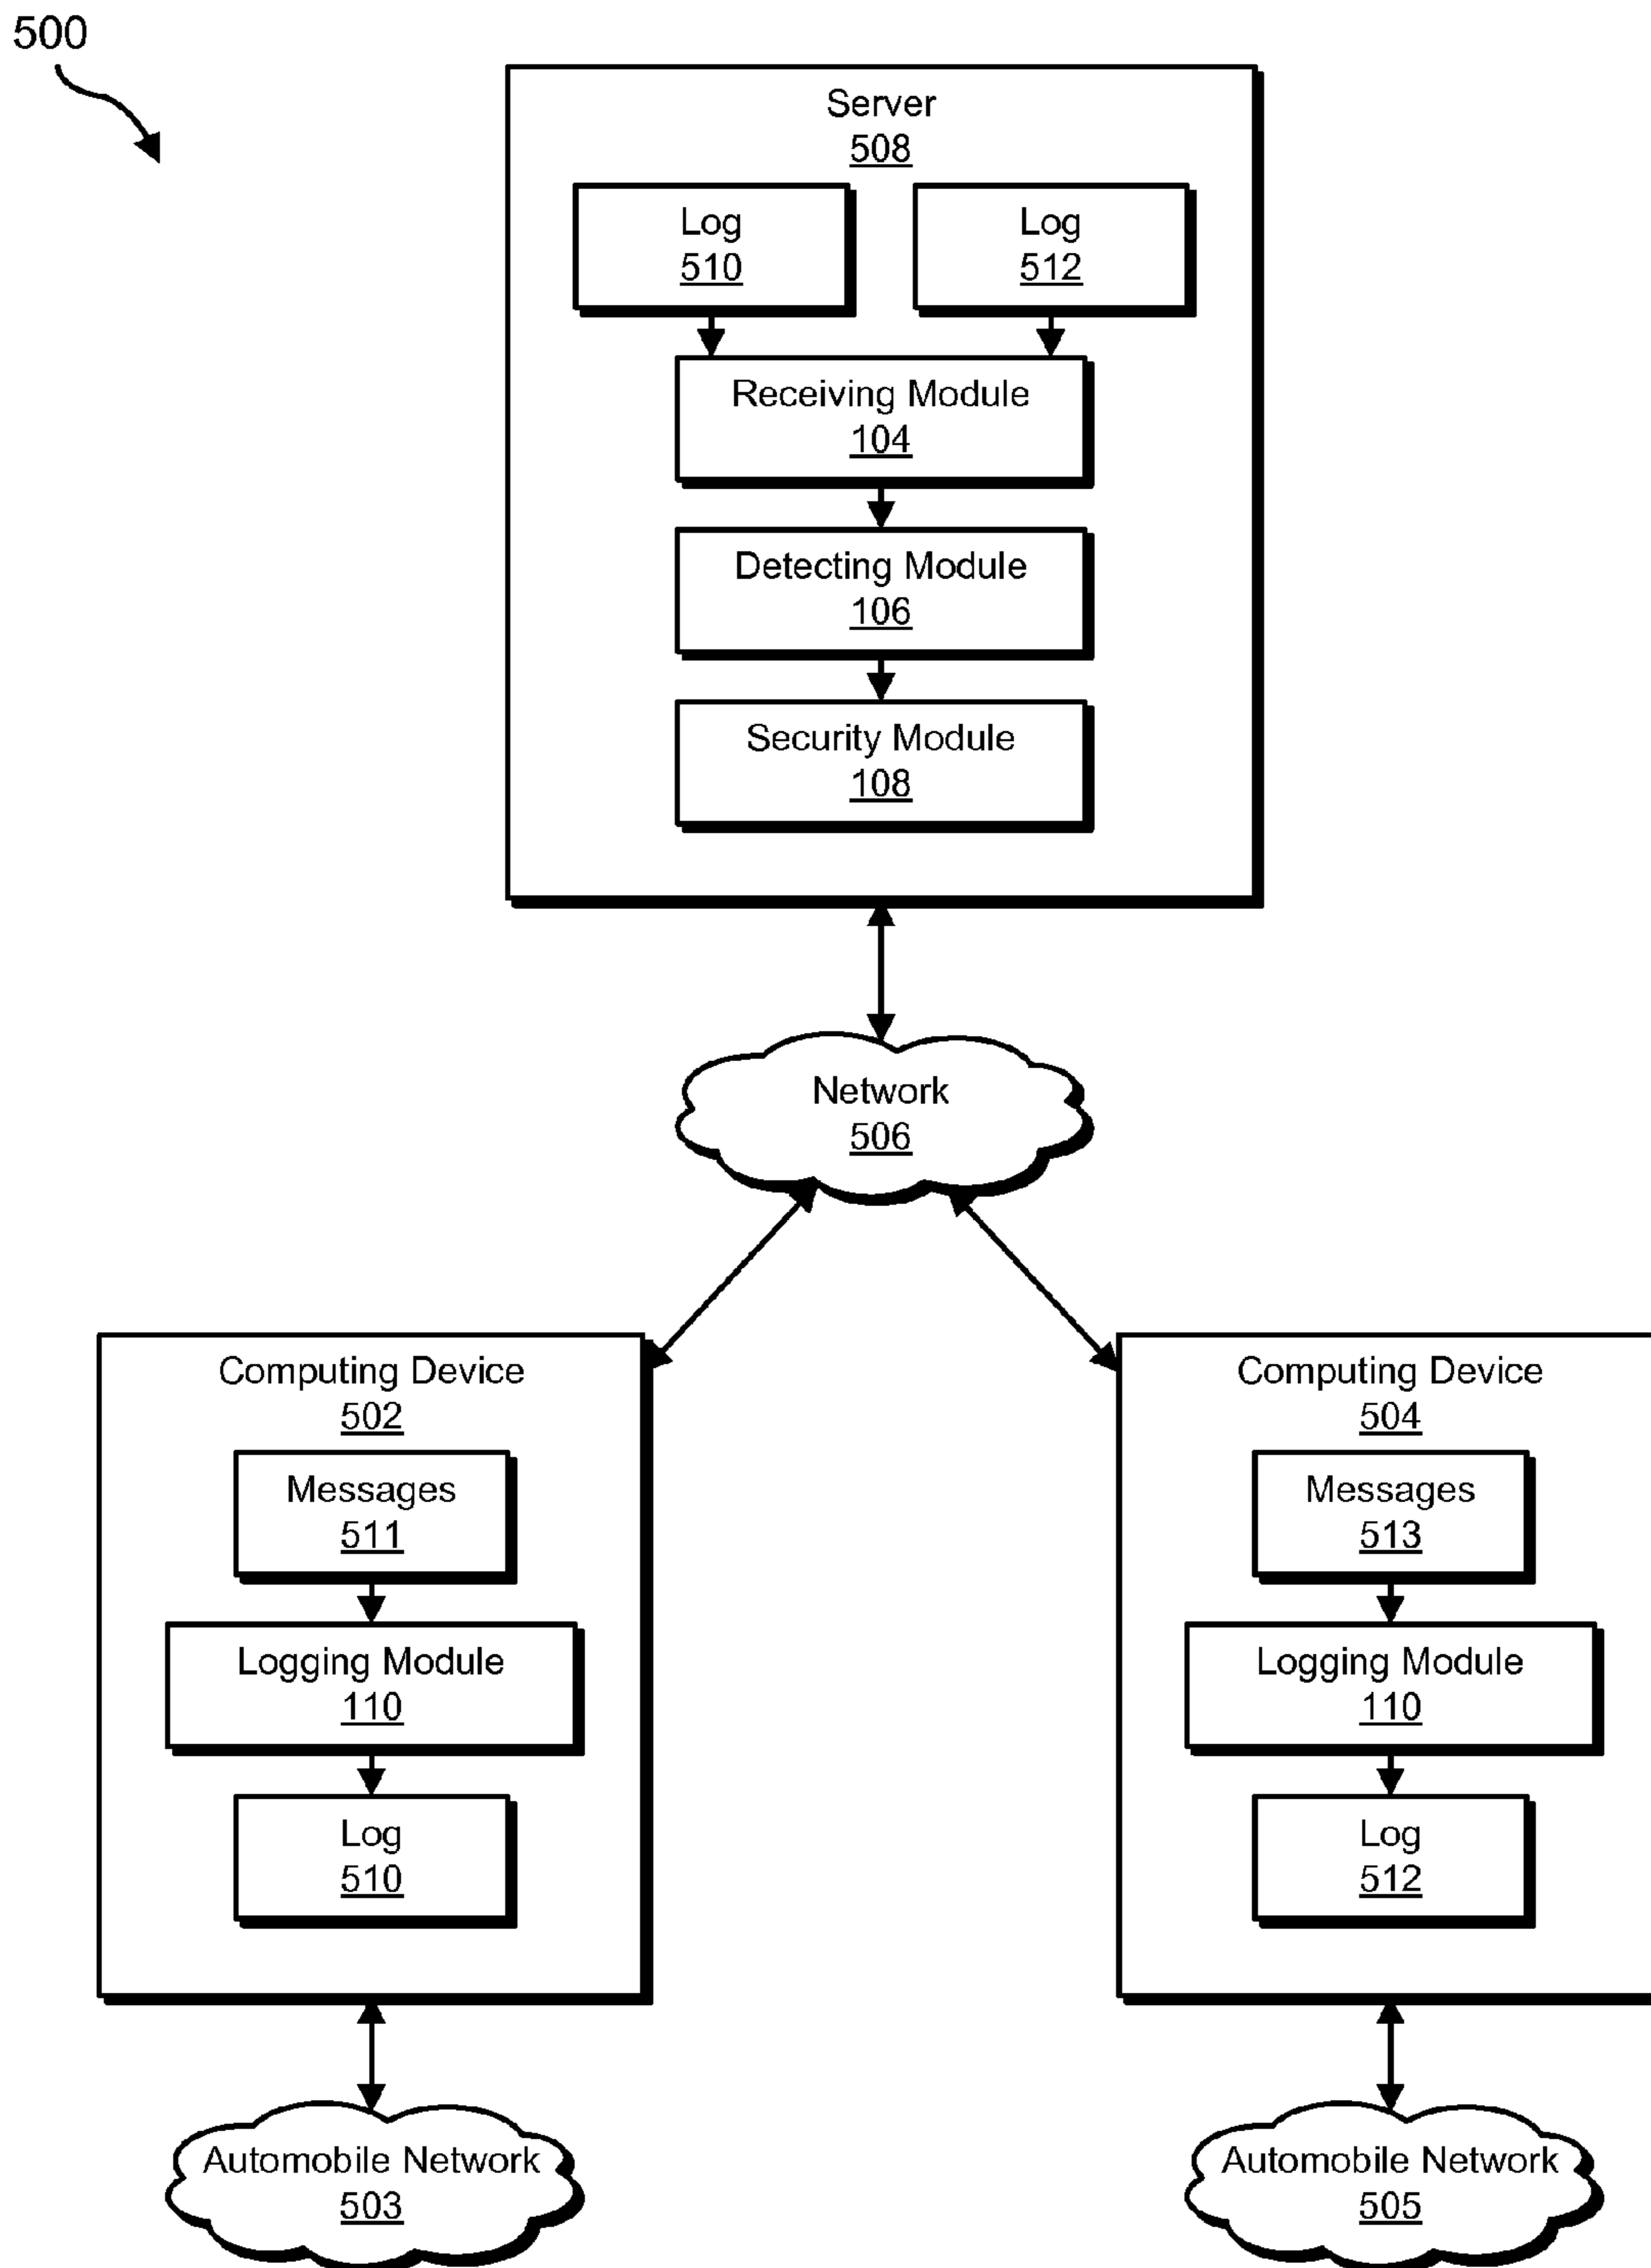 500
Server
508
Log
510
Log
512
Receiving Module
104
Detecting Module
106
Security Module
108
Network
506
Computing Device
502
Messages
511
Logging Module
110
Log
510
Computing Device
504
Messages
513
Logging Module
110
Log
512
Automobile Network
503
Automobile Network
505